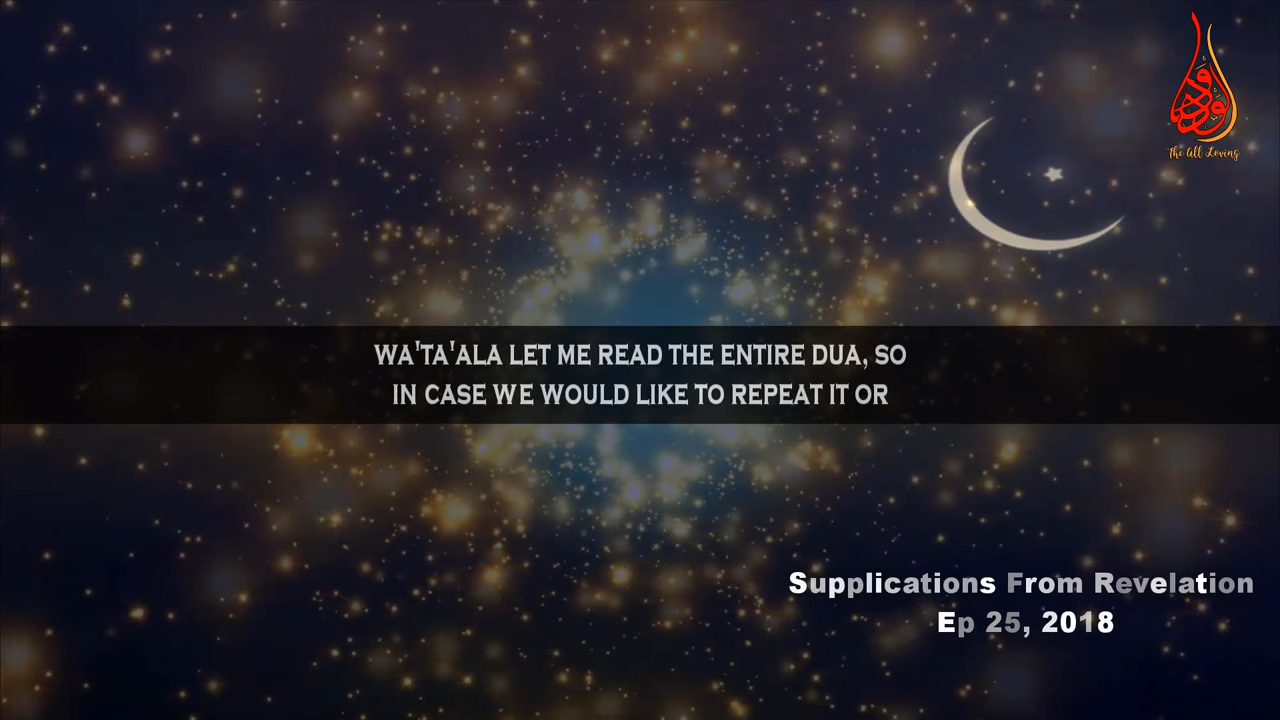 ودود
The All Loving
WA'TA'ALA LET ME READ THE ENTIRE DUA, SO
IN CASE WE WOULD LIKE TO REPEAT IT OR
Supplications From Revelation
Ep 25, 2018